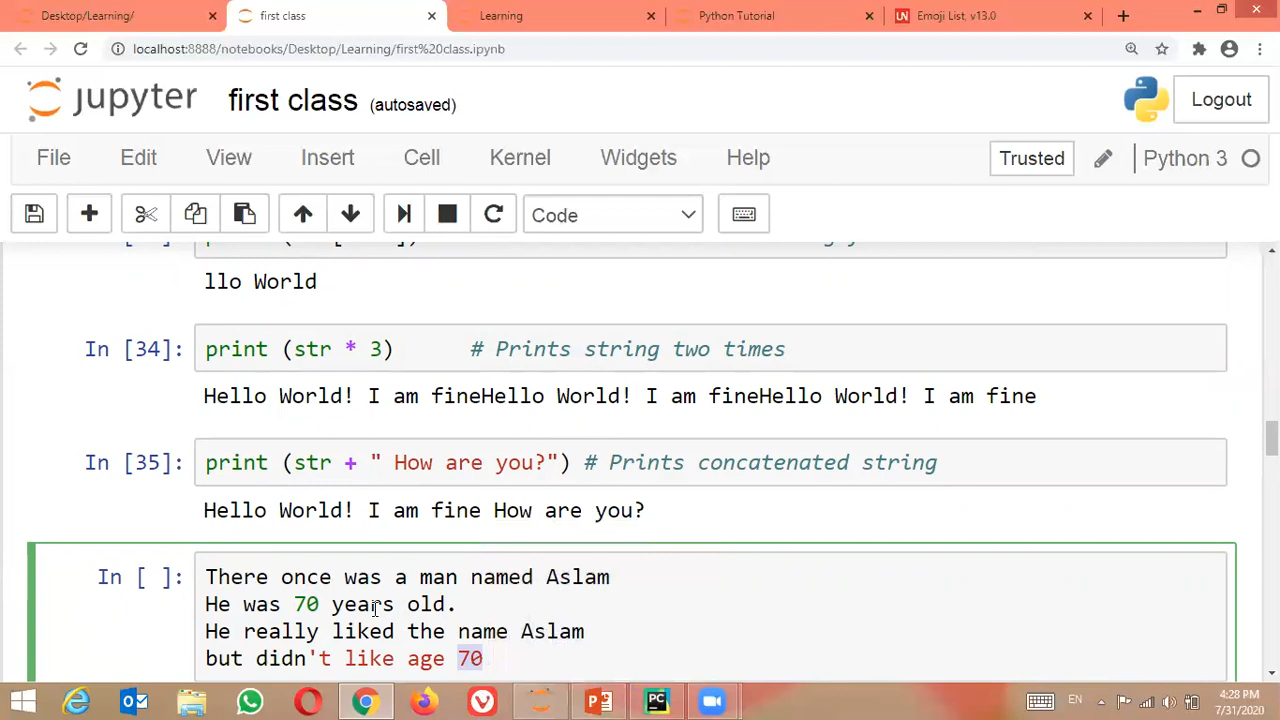 Desktop/Learning/ first class Learning Python Tutorial Emoji List, v13.0
localhost:8888/notebooks/Desktop/Learning/first%20class.ipynb
jupyter first class (autosaved) Logout
File Edit View Insert Cell Kernel Widgets Help Trusted Python 3
Code
llo World
In [34]: print (str * 3) # Prints string two times
Hello World! I am fineHello World! I am fineHello World! I am fine
In [35]: print (str + " How are you?") # Prints concatenated string
Hello World! I am fine How are you?
In [ ]: There once was a man named Aslam
He was 70 years old.
He really liked the name Aslam
but didn't like age 70
EN 4:28 PM
7/31/2020